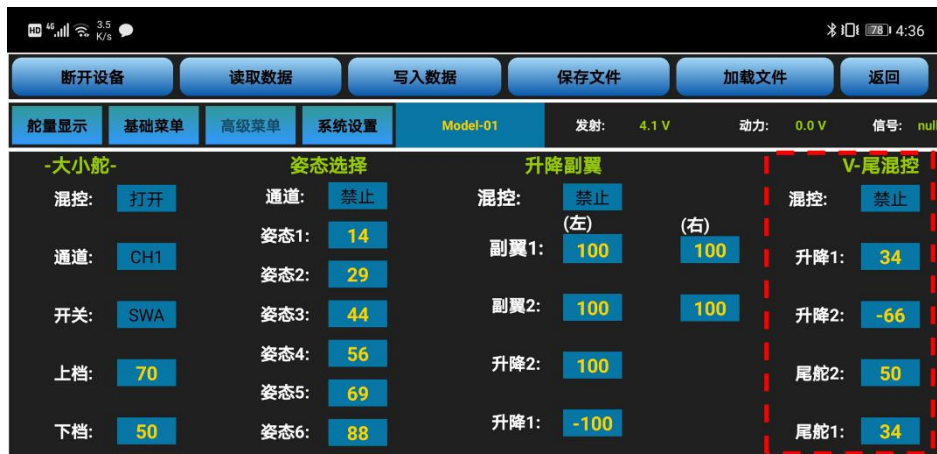 HD 4G 3.5 K/s 78 4:36
断开设备 读取数据 写入数据 保存文件 加载文件 返回
舵量显示 基础菜单 高级菜单 系统设置 Model-01 发射: 4.1 V 动力: 0.0 V 信号: null
-大小舵- 姿态选择 升降副翼 V-尾混控
混控: 打开 通道: 禁止 混控: 禁止 混控: 禁止
(左) (右)
姿态1: 14 副翼1: 100 100
通道: CH1 升降1: 34
姿态2: 29
开关: SWA 姿态3: 44 副翼2: 100 100 升降2: -66
姿态4: 56 升降2: 100
上档: 70 尾舵2: 50
姿态5: 69
下档: 50 姿态6: 88 升降1: -100 尾舵1: 34